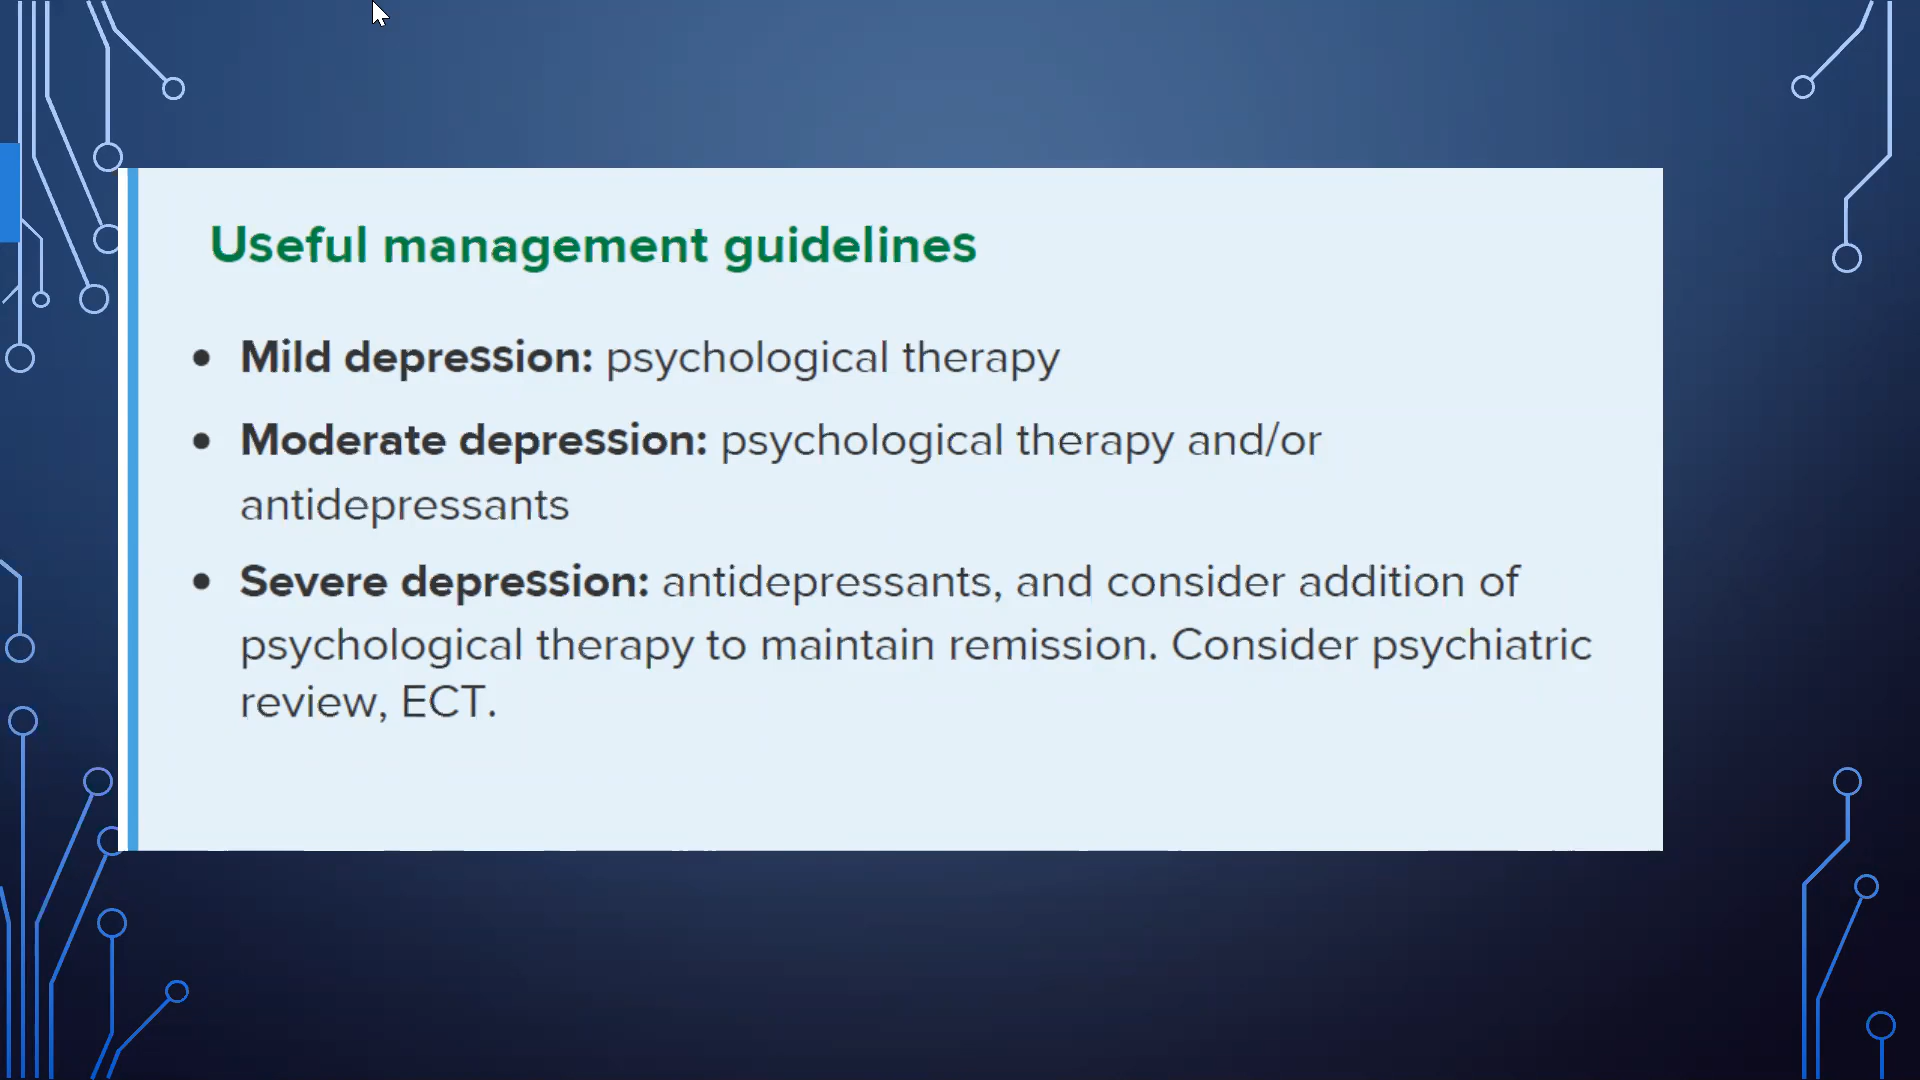 Useful management guidelines
• Mild depression: psychological therapy
• Moderate depression: psychological therapy and/or
antidepressants
• Severe depression: antidepressants, and consider addition of
psychological therapy to maintain remission. Consider psychiatric
review, ECT.